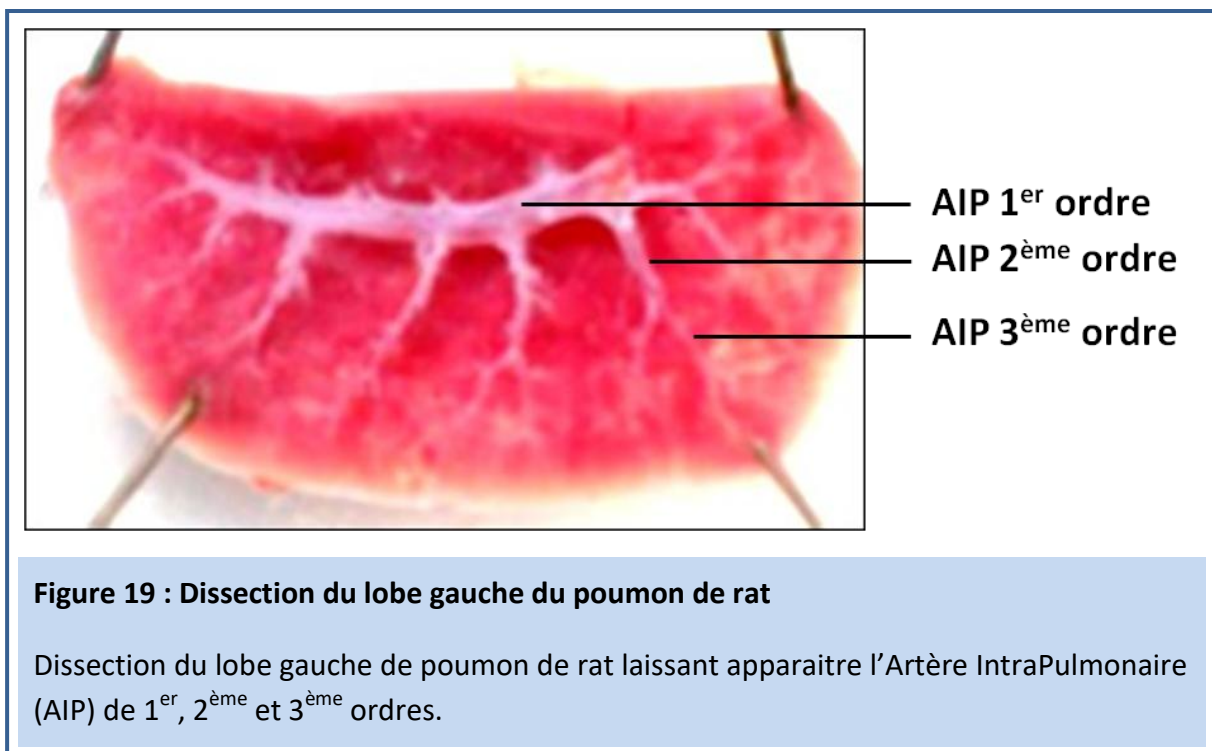 AIP 1er ordre
AIP 2ème ordre
AIP 3ème ordre
Figure 19 : Dissection du lobe gauche du poumon de rat
Dissection du lobe gauche de poumon de rat laissant apparaitre l’Artère IntraPulmonaire
(AIP) de 1er, 2ème et 3ème ordres.